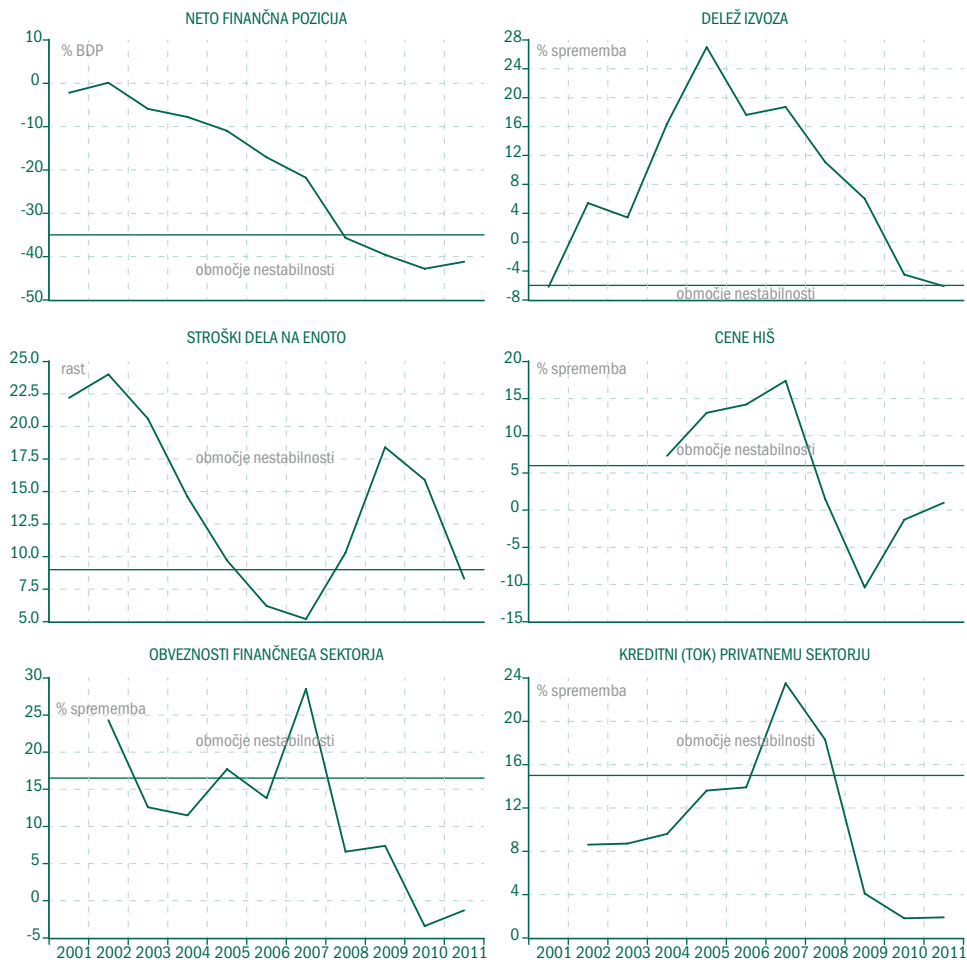 NETO FINANČNA POZICIJA
% BDP
10
0
-10
-20
-30
-40
-50
območje nestabilnosti
DELEŽ IZVOZA
% sprememba
28
24
20
16
12
8
4
0
-4
-8
območje nestabilnosti
STROŠKI DELA NA ENOTO
rast
25.0
22.5
20.0
17.5
15.0
12.5
10.0
7.5
5.0
območje nestabilnosti
CENE HIŠ
% sprememba
20
15
10
5
0
-5
-10
-15
območje nestabilnosti
OBVEZNOSTI FINANČNEGA SEKTORJA
% sprememba
30
25
20
15
10
5
0
-5
območje nestabilnosti
2001 2002 2003 2004 2005 2006 2007 2008 2009 2010 2011
KREDITNI (TOK) PRIVATNEMU SEKTORJU
% sprememba
24
20
16
12
8
4
0
območje nestabilnosti
2001 2002 2003 2004 2005 2006 2007 2008 2009 2010 2011